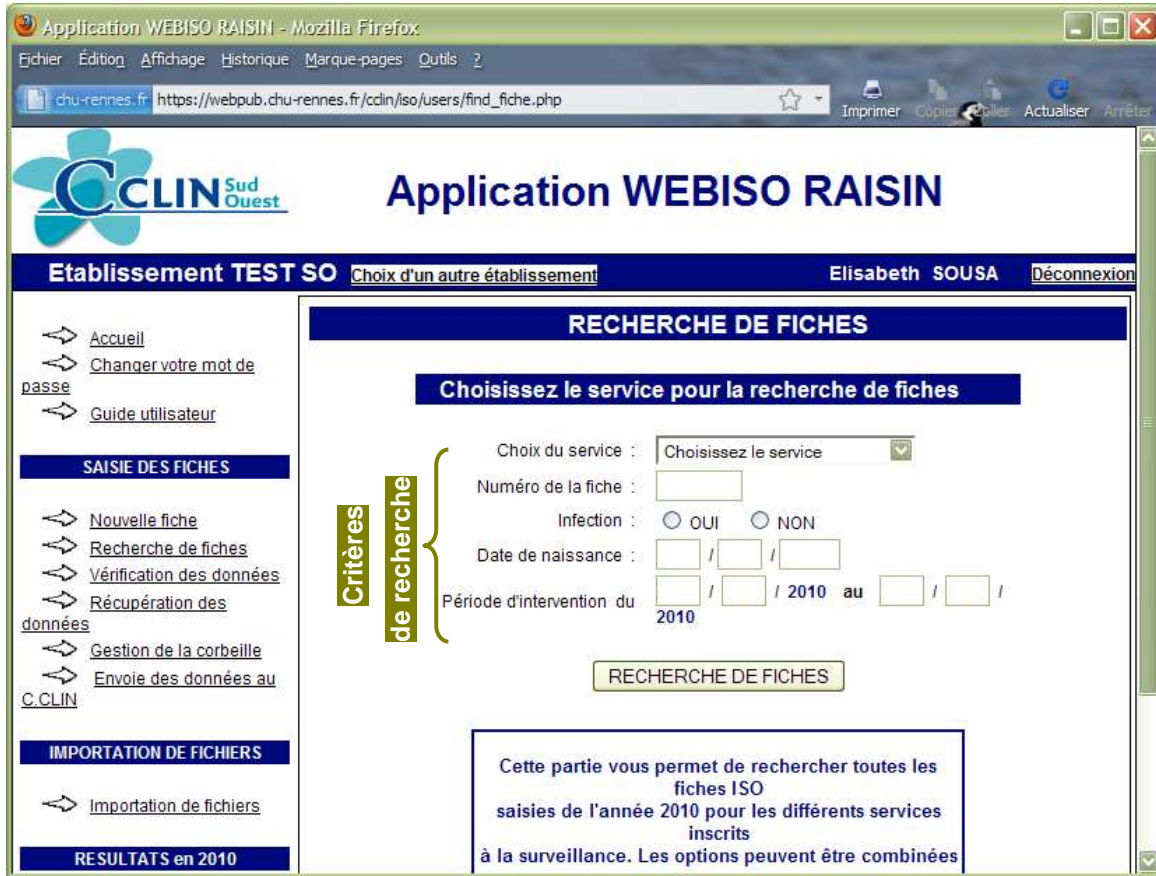 Application WEBISO RAISIN - Mozilla Firefox
Fichier Édition Affichage Historique Marque-pages Outils ?
chu-rennes.fr https://webpub.chu-rennes.fr/cclin/iso/users/find_fiche.php
Imprimer Copier Coller Actualiser Arrêter
CCLIN Sud Ouest
Application WEBISO RAISIN
Etablissement TEST SO Choix d'un autre établissement Elisabeth SOUSA Déconnexion
Accueil
Changer votre mot de
passe
Guide utilisateur
SAISIE DES FICHES
Nouvelle fiche
Recherche de fiches
Vérification des données
Récupération des
données
Gestion de la corbeille
Envoie des données au
C.CLIN
IMPORTATION DE FICHIERS
Importation de fichiers
RESULTATS en 2010
RECHERCHE DE FICHES
Choisissez le service pour la recherche de fiches
Critères
de recherche
Choix du service : Choisissez le service
Numéro de la fiche :
Infection : OUI NON
Date de naissance : / /
Période d'intervention du / / 2010 au / /
2010
RECHERCHE DE FICHES
Cette partie vous permet de rechercher toutes les
fiches ISO
saisies de l'année 2010 pour les différents services
inscrits
à la surveillance. Les options peuvent être combinées